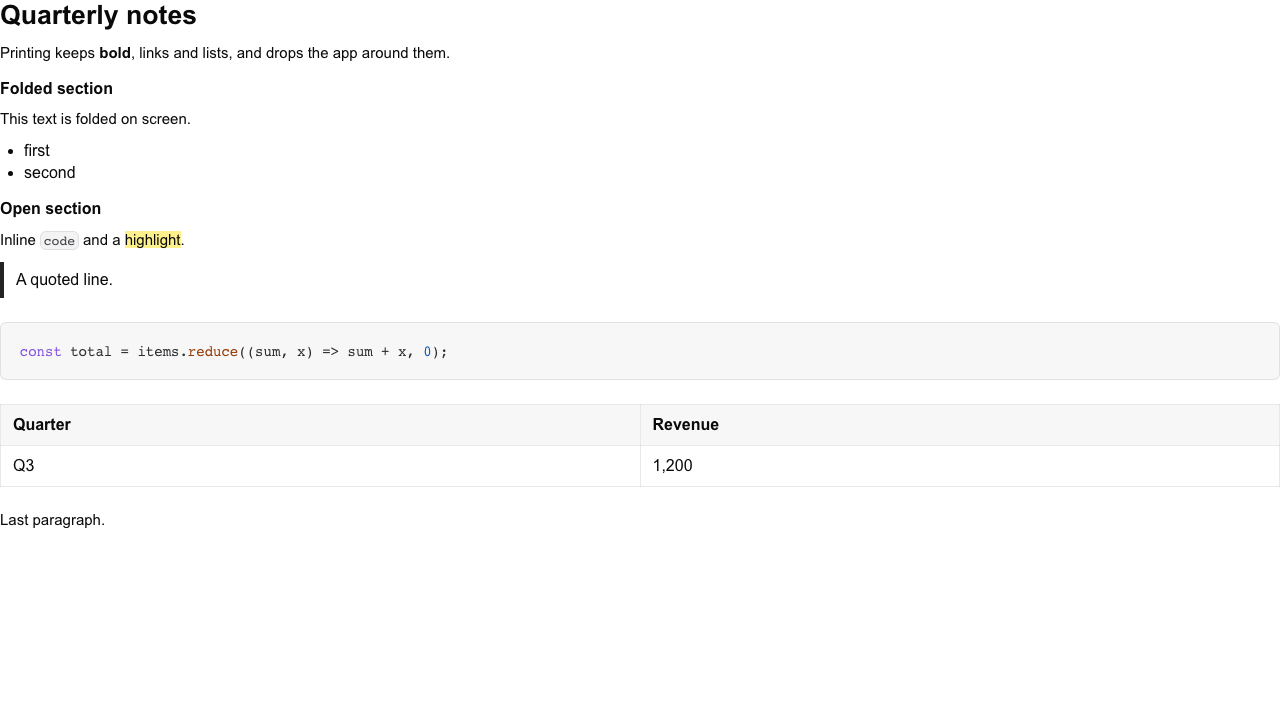 Quarterly notes
Printing keeps bold, links and lists, and drops the app around them.
Folded section
This text is folded on screen.
first
second
Open section
Inline code and a highlight.
A quoted line.
const total = items.reduce((sum, x) => sum + x, 0);
Quarter Revenue
Q3 1,200
Last paragraph.